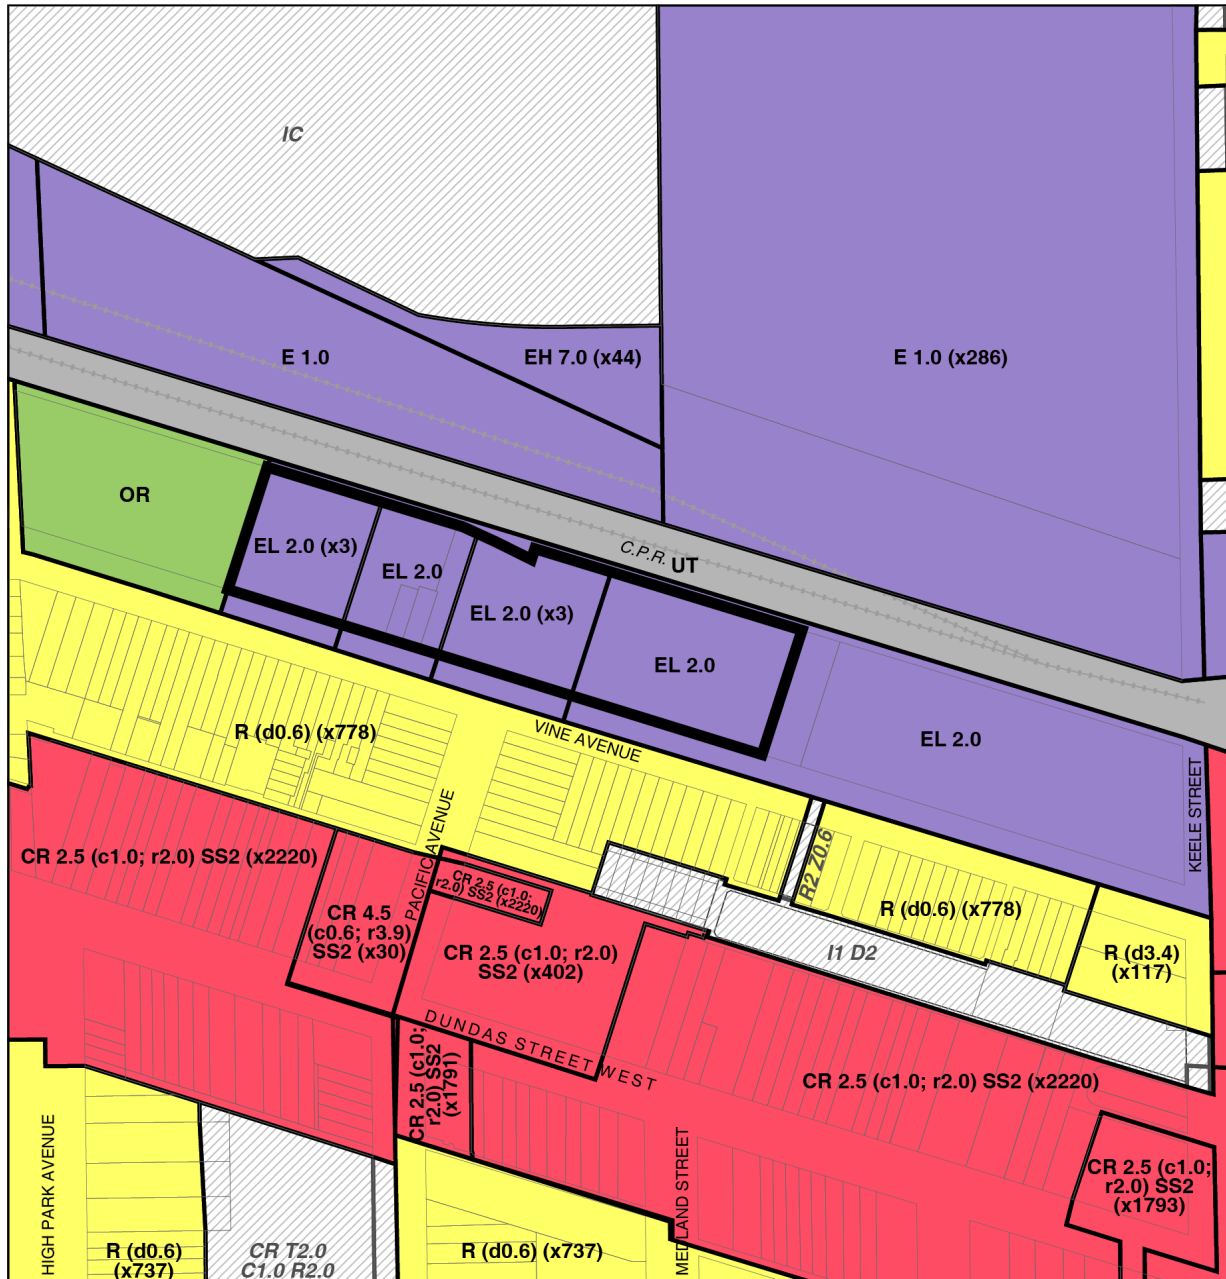 IC
E 1.0
EH 7.0 (x44)
E 1.0 (x286)
OR
EL 2.0 (x3)
EL 2.0
EL 2.0 (x3)
C.P.R.
UT
EL 2.0
EL 2.0
VINE AVENUE
R (d0.6) (x778)
KEELE STREET
PACIFIC AVENUE
CR 2.5 (c1.0; r2.0) SS2 (x2220)
R2 Z0.6
CR 2.5 (c1.0;
r2.0) SS2 (x2220)
CR 4.5
(c0.6; r3.9)
SS2 (x30)
R (d0.6) (x778)
CR 2.5 (c1.0; r2.0)
SS2 (x402)
I1 D2
R (d3.4)
(x117)
DUNDAS STREET WEST
CR 2.5 (c1.0;
r2.0) SS2
(x1791)
CR 2.5 (c1.0; r2.0) SS2 (x2220)
HIGH PARK AVENUE
MEDLAND STREET
CR 2.5 (c1.0;
r2.0) SS2
(x1793)
R (d0.6)
(x737)
CR T2.0
C1.0 R2.0
R (d0.6) (x737)